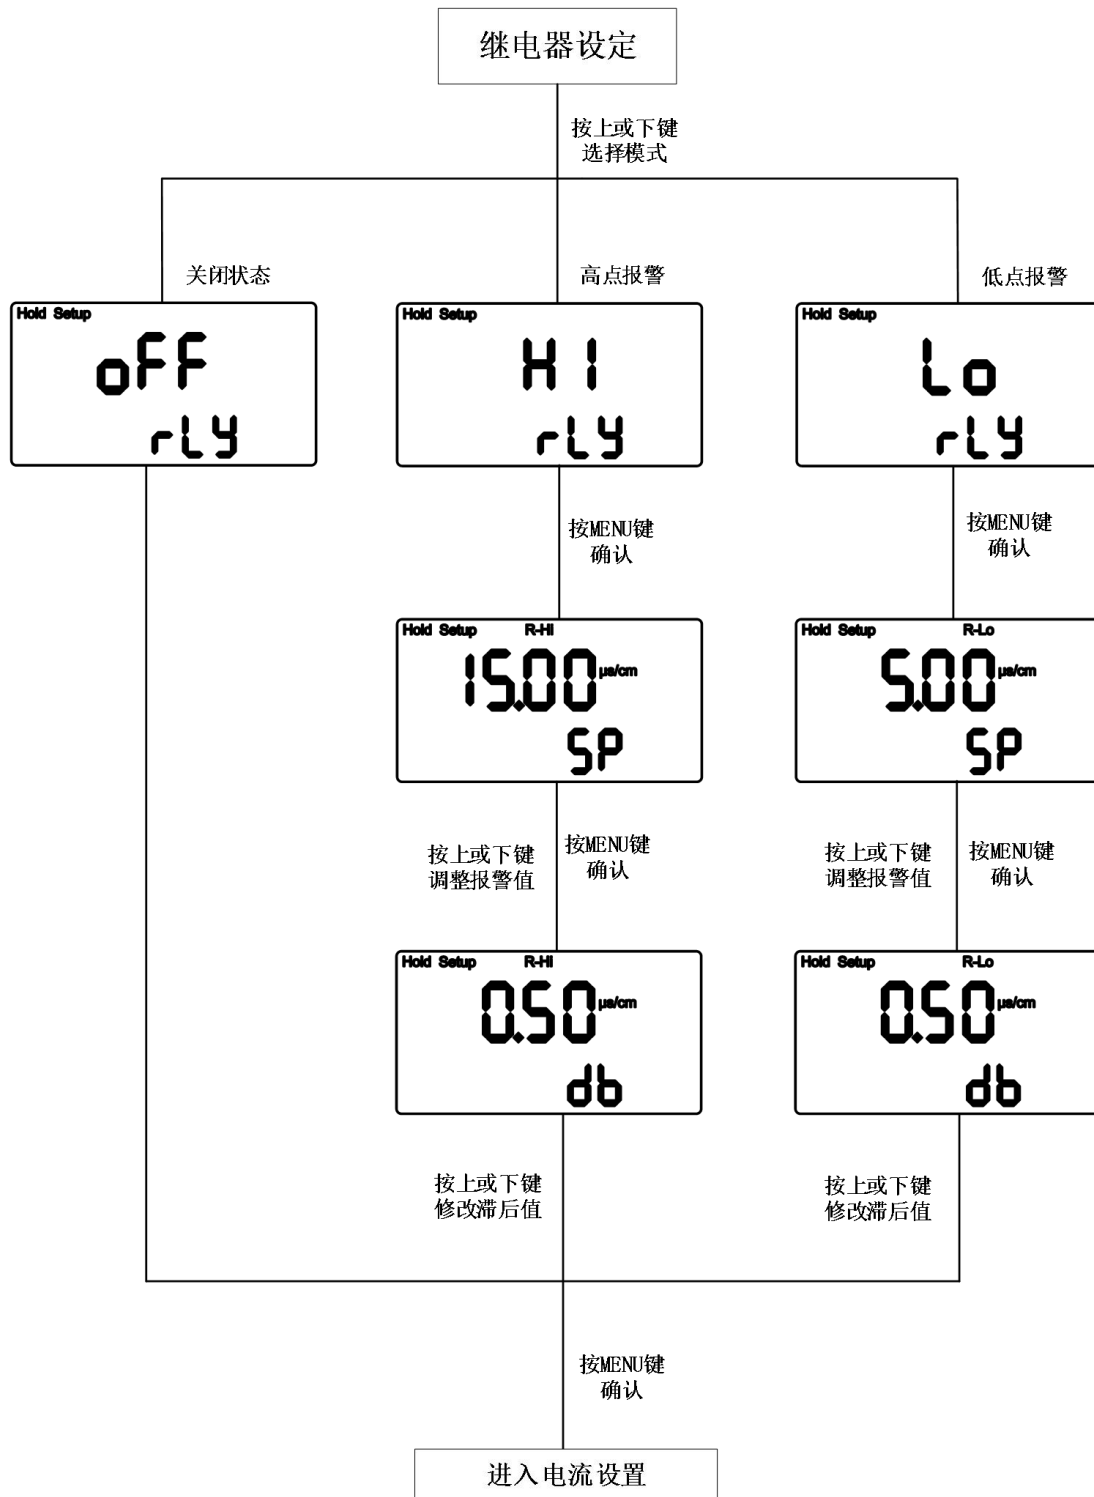 继电器设定
按上或下键
选择模式
关闭状态
高点报警
低点报警
Hold Setup
oFF
rLY
Hold Setup
HI
rLY
Hold Setup
Lo
rLY
按MENU键
确认
按MENU键
确认
Hold Setup R-HI
15.00 μs/cm
SP
Hold Setup R-Lo
5.00 μs/cm
SP
按上或下键
调整报警值
按MENU键
确认
按上或下键
调整报警值
按MENU键
确认
Hold Setup R-HI
0.50 μs/cm
db
Hold Setup R-Lo
0.50 μs/cm
db
按上或下键
修改滞后值
按上或下键
修改滞后值
按MENU键
确认
进入电流设置